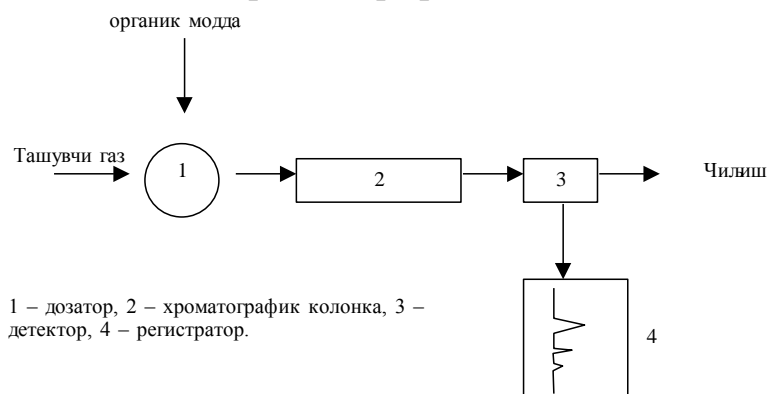 органик модда
Ташувчи газ
1
2
3
Чилиш
4
1 – дозатор, 2 – хроматографик колонка, 3 –
детектор, 4 – регистратор.